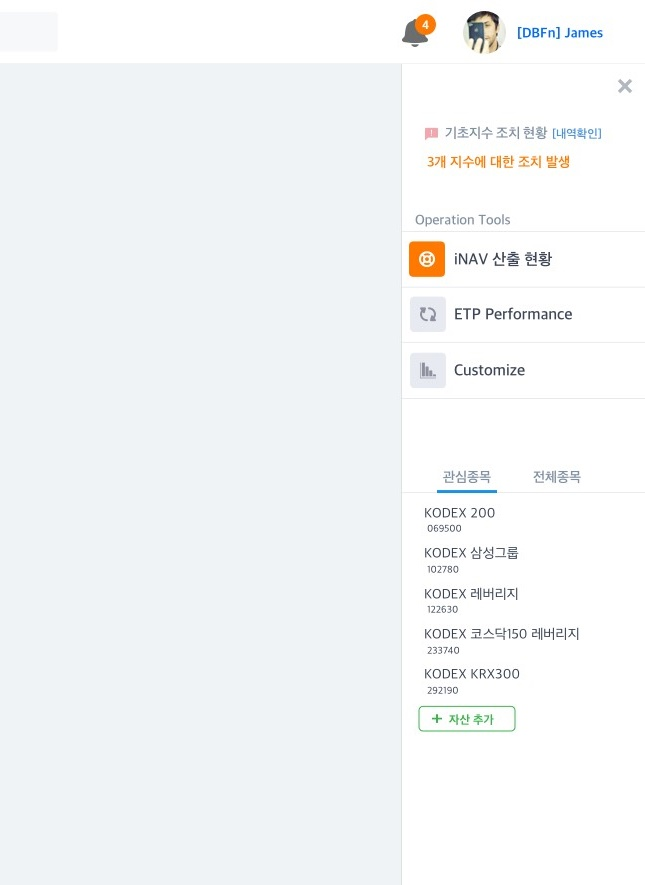 4
[DBFn] James
기초지수 조치 현황 [내역확인]
3개 지수에 대한 조치 발생
Operation Tools
iNAV 산출 현황
ETP Performance
Customize
관심종목 전체종목
KODEX 200
069500
KODEX 삼성그룹
102780
KODEX 레버리지
122630
KODEX 코스닥150 레버리지
233740
KODEX KRX300
292190
+ 자산 추가